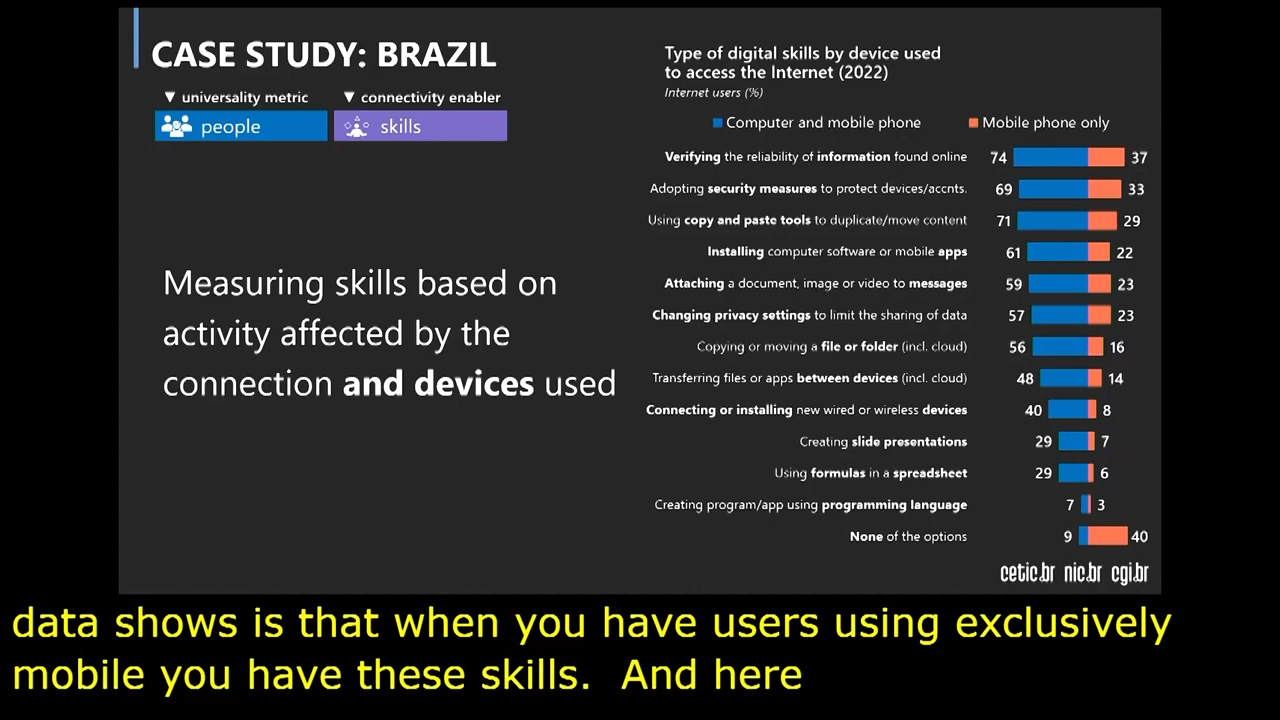 CASE STUDY: BRAZIL
▼ universality metric
▼ connectivity enabler
people
skills
Measuring skills based on
activity affected by the
connection and devices used
Type of digital skills by device used
to access the Internet (2022)
Internet users (%)
Computer and mobile phone
Mobile phone only
Verifying the reliability of information found online 74 37
Adopting security measures to protect devices/accnts. 69 33
Using copy and paste tools to duplicate/move content 71 29
Installing computer software or mobile apps 61 22
Attaching a document, image or video to messages 59 23
Changing privacy settings to limit the sharing of data 57 23
Copying or moving a file or folder (incl. cloud) 56 16
Transferring files or apps between devices (incl. cloud) 48 14
Connecting or installing new wired or wireless devices 40 8
Creating slide presentations 29 7
Using formulas in a spreadsheet 29 6
Creating program/app using programming language 7 3
None of the options 9 40
cetic.br nic.br cgi.br
data shows is that when you have users using exclusively
mobile you have these skills.  And here